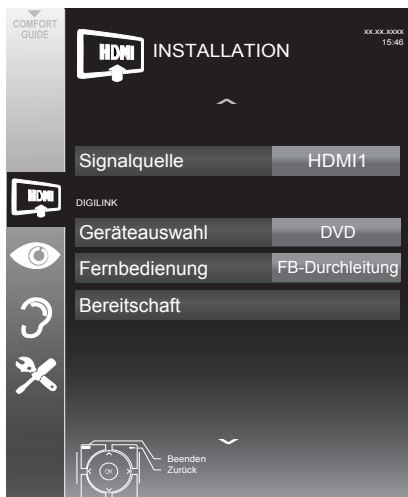 COMFORT
GUIDE
HDMI
INSTALLATION
xx.xx.xxxx
15:46
Signalquelle HDMI1
HDMI
DIGILINK
Geräteauswahl DVD
Fernbedienung FB-Durchleitung
Bereitschaft
OK
Beenden
Zurück